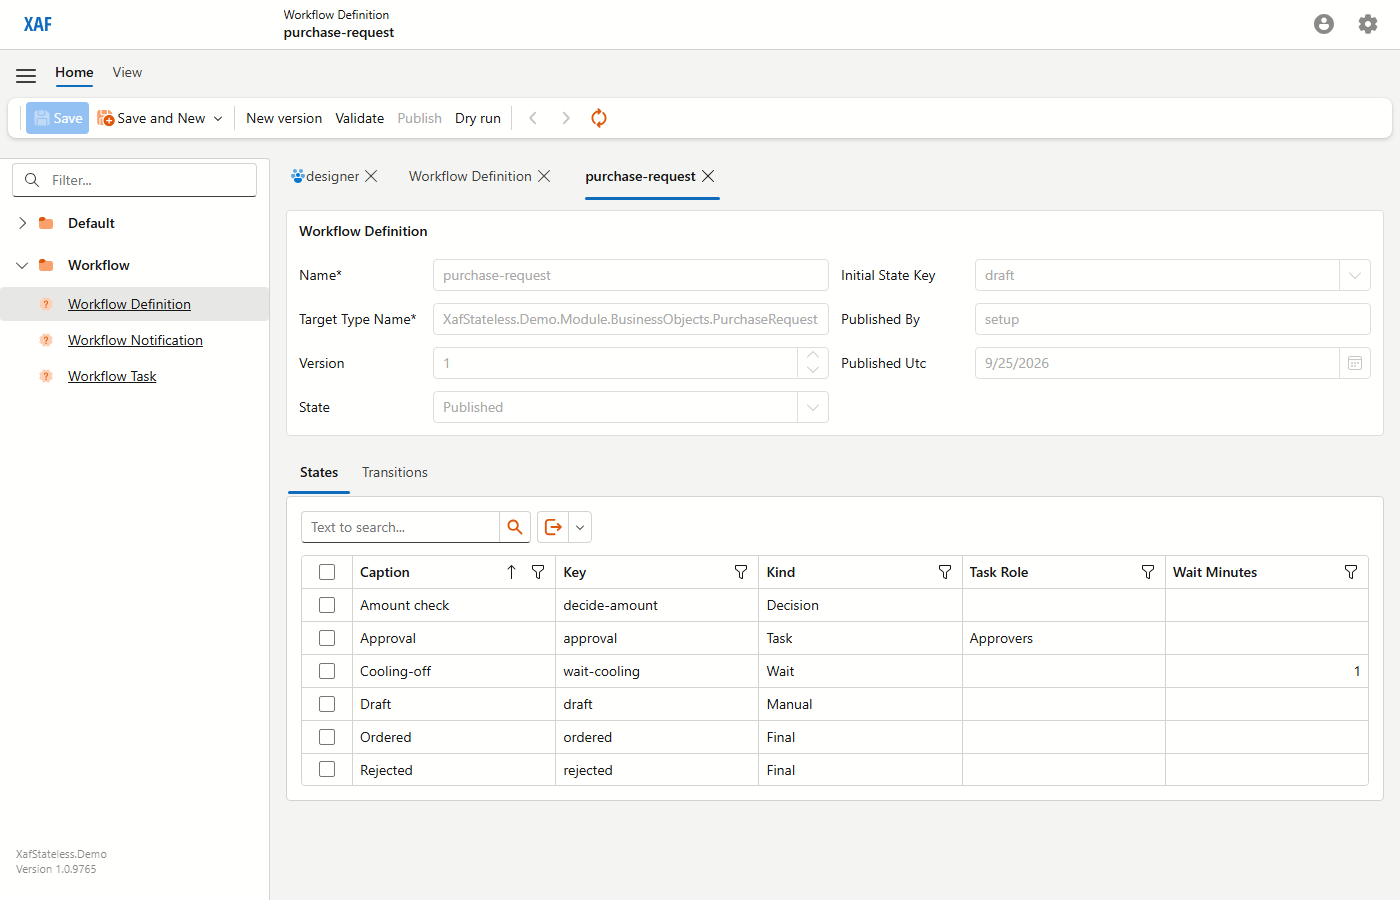 XAF
Workflow Definition
purchase-request
Home View
Save Save and New New version Validate Publish Dry run
Filter...
Default
Workflow
Workflow Definition
Workflow Notification
Workflow Task
XafStateless.Demo
Version 1.0.9765
designer Workflow Definition purchase-request
Workflow Definition
Name* purchase-request Initial State Key draft
Target Type Name* XafStateless.Demo.Module.BusinessObjects.PurchaseRequest Published By setup
Version 1 Published Utc 9/25/2026
State Published
States Transitions
Text to search...
Caption Key Kind Task Role Wait Minutes
Amount check decide-amount Decision
Approval approval Task Approvers
Cooling-off wait-cooling Wait 1
Draft draft Manual
Ordered ordered Final
Rejected rejected Final